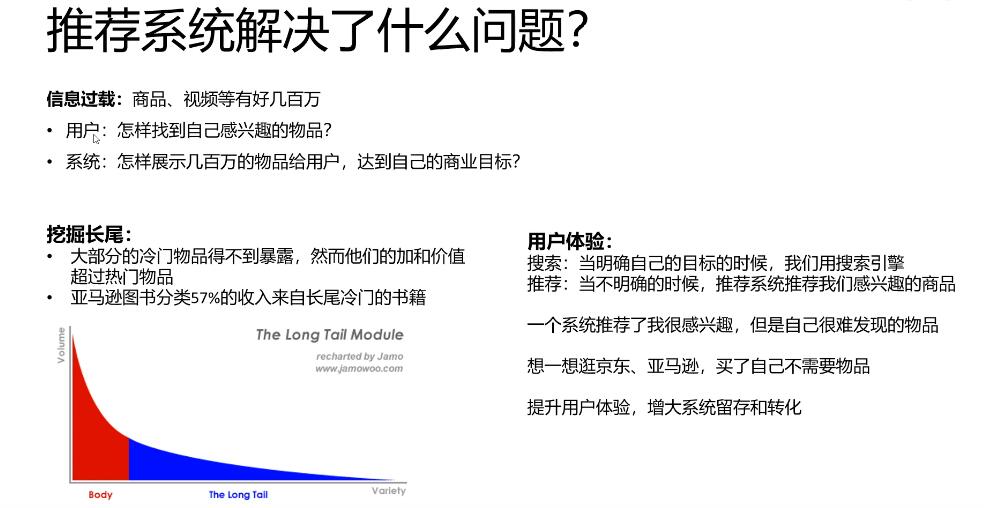 推荐系统解决了什么问题?
信息过载：商品、视频等有好几百万
• 用户：怎样找到自己感兴趣的物品?
• 系统：怎样展示几百万的物品给用户，达到自己的商业目标?
挖掘长尾：
• 大部分的冷门物品得不到暴露，然而他们的加和价值
超过热门物品
• 亚马逊图书分类57%的收入来自长尾冷门的书籍
The Long Tail Module
recharted by Jamo
www.jamowoo.com
Volume
Variety
Body
The Long Tail
用户体验：
搜索：当明确自己的目标的时候，我们用搜索引擎
推荐：当不明确的时候，推荐系统推荐我们感兴趣的商品
一个系统推荐了我很感兴趣，但是自己很难发现的物品
想一想逛京东、亚马逊，买了自己不需要物品
提升用户体验，增大系统留存和转化